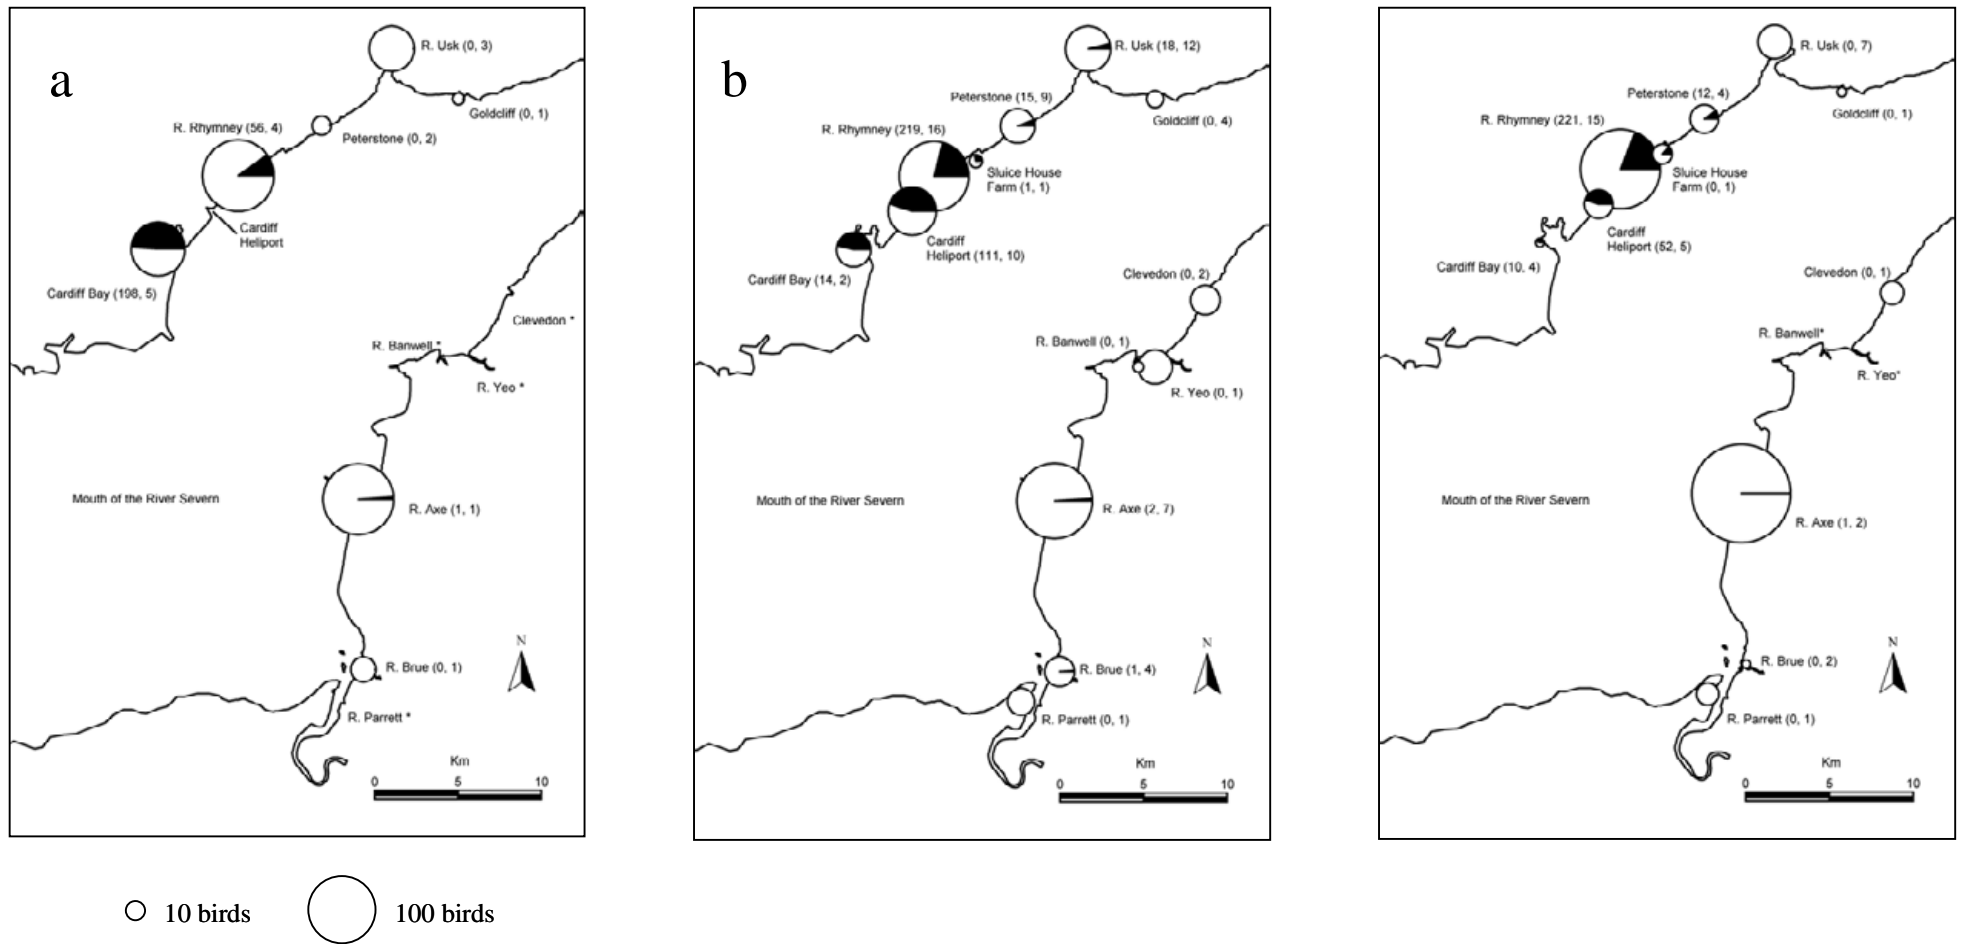 a
R. Usk (0, 3)
Goldcliff (0, 1)
R. Rhymney (56, 4)
Peterstone (0, 2)
Cardiff
Heliport
Cardiff Bay (198, 5)
Clevedon *
R. Banwell *
R. Yeo *
Mouth of the River Severn
R. Axe (1, 1)
N
R. Brue (0, 1)
R. Parrett *
Km
0 5 10
b
R. Usk (18, 12)
Peterstone (15, 9)
Goldcliff (0, 4)
R. Rhymney (219, 16)
Sluice House
Farm (1, 1)
Cardiff
Heliport (111, 10)
Cardiff Bay (14, 2)
Clevedon (0, 2)
R. Banwell (0, 1)
R. Yeo (0, 1)
Mouth of the River Severn
R. Axe (2, 7)
N
R. Brue (1, 4)
R. Parrett (0, 1)
Km
0 5 10
R. Usk (0, 7)
Peterstone (12, 4)
Goldcliff (0, 1)
R. Rhymney (221, 15)
Sluice House
Farm (0, 1)
Cardiff
Heliport (52, 5)
Cardiff Bay (10, 4)
Clevedon (0, 1)
R. Banwell*
R. Yeo*
Mouth of the River Severn
R. Axe (1, 2)
N
R. Brue (0, 2)
R. Parrett (0, 1)
Km
0 5 10
10 birds
100 birds